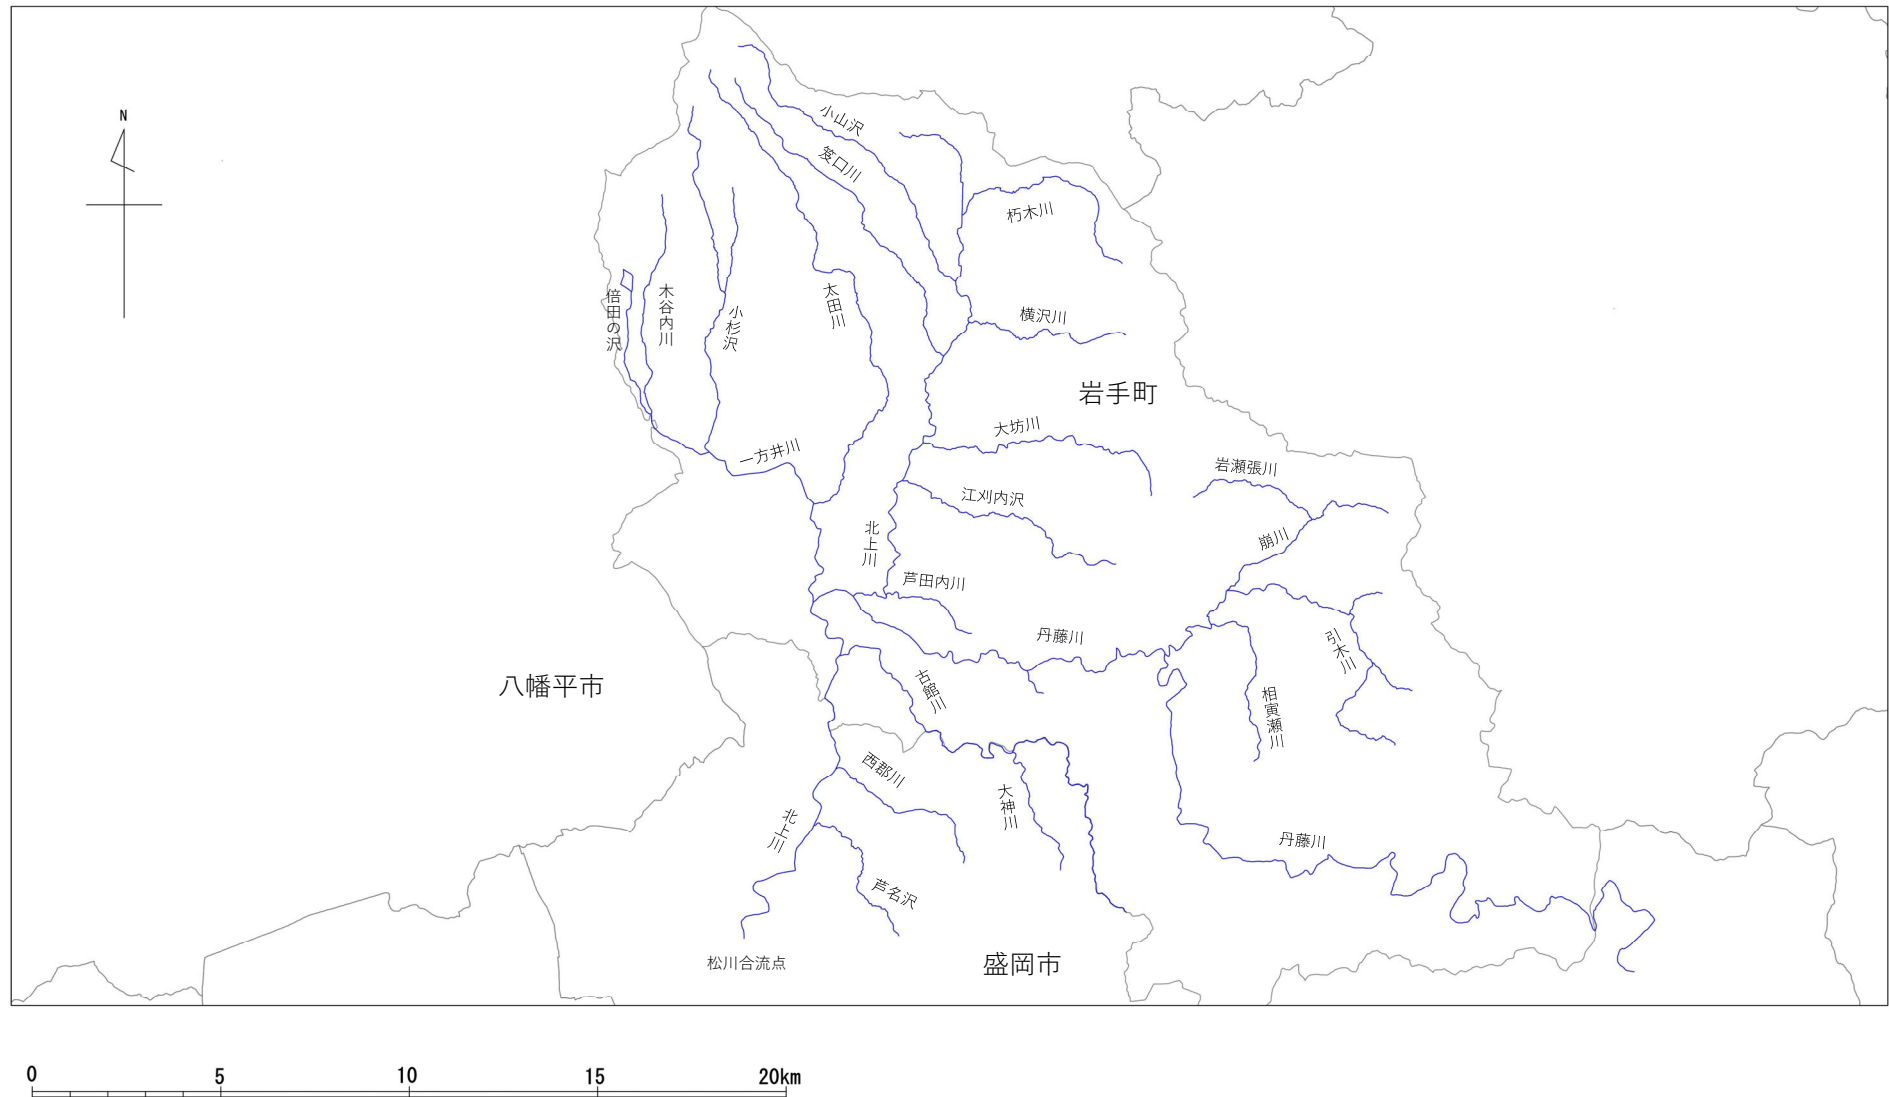 N
小山沢
笈口川
朽木川
倍田の沢
木谷内川
小杉沢
太田川
横沢川
岩手町
大坊川
一方井川
岩瀬張川
江刈内沢
北上川
崩川
芦田内川
丹藤川
引木川
八幡平市
古館川
相寅瀬川
西郡川
大神川
北上川
丹藤川
芦名沢
松川合流点
盛岡市
0 5 10 15 20km